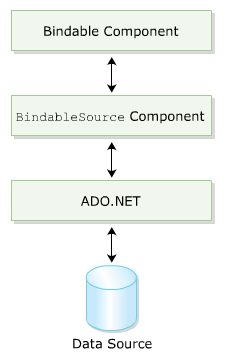 Bindable Component
BindableSource Component
ADO.NET
Data Source